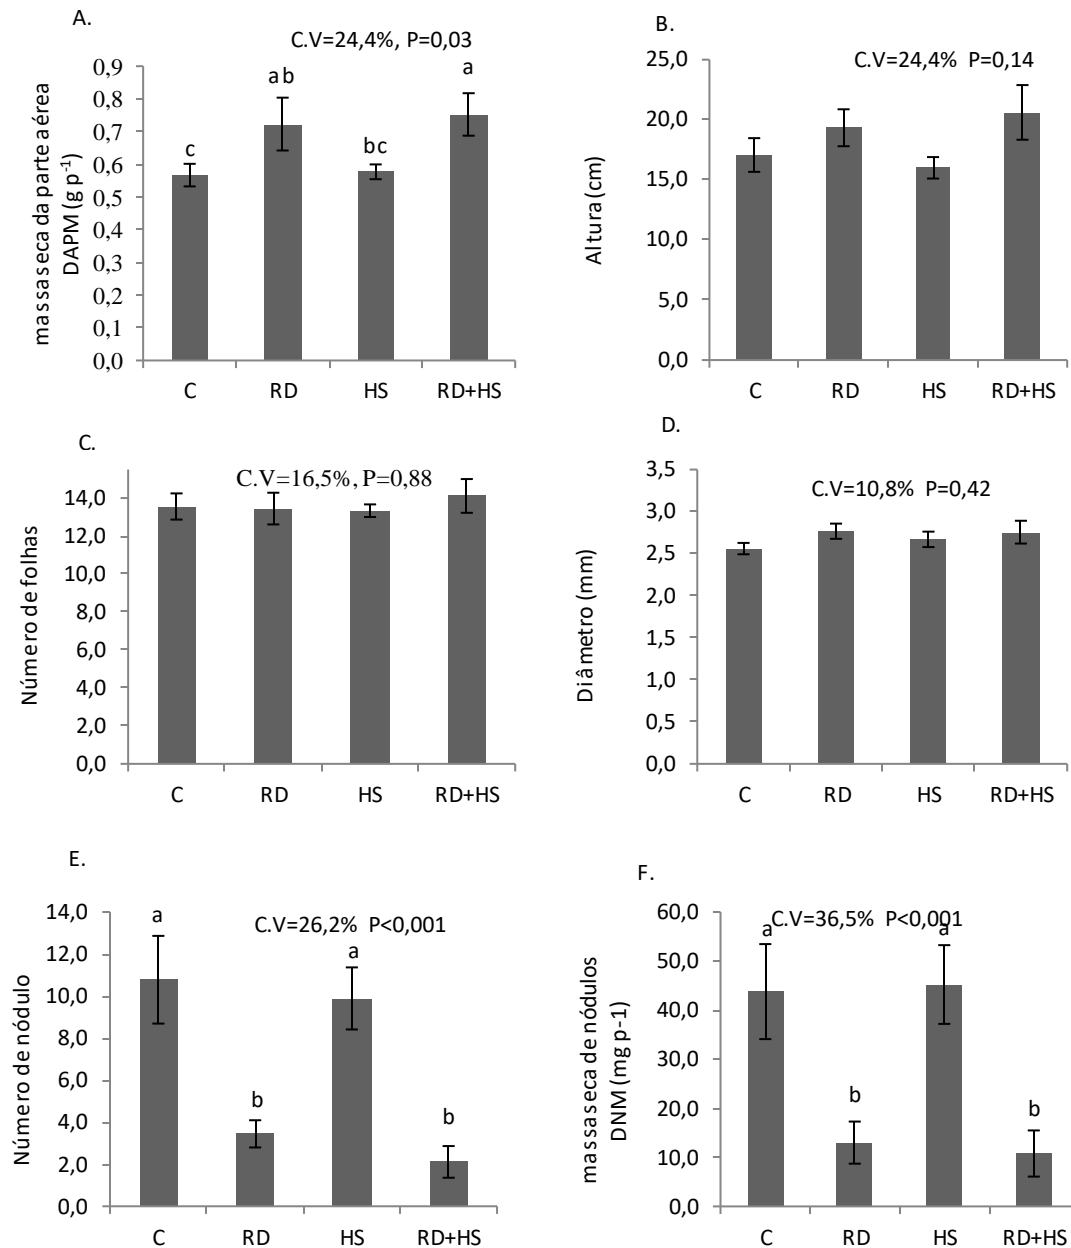 A.
C.V=24,4%, P=0,03
massaseca da parte aérea
DAPM (g p-1)
0,9
0,8
0,7
0,6
0,5
0,4
0,3
0,2
0,1
0,0
c
ab
bc
a
C RD HS RD+HS
B.
C.V=24,4% P=0,14
Altura (cm)
25,0
20,0
15,0
10,0
5,0
0,0
C RD HS RD+HS
C.
C.V=16,5%, P=0,88
Número de folhas
14,0
12,0
10,0
8,0
6,0
4,0
2,0
0,0
C RD HS RD+HS
D.
C.V=10,8% P=0,42
Diâmetro (mm)
3,5
3,0
2,5
2,0
1,5
1,0
0,5
0,0
C RD HS RD+HS
E.
C.V=26,2% P<0,001
Número de nódulo
14,0
12,0
10,0
8,0
6,0
4,0
2,0
0,0
a
b
a
b
C RD HS RD+HS
F.
C.V=36,5% P<0,001
massaseca de nódulos
DNM (mg p-1)
60,0
50,0
40,0
30,0
20,0
10,0
0,0
a
b
a
b
C RD HS RD+HS